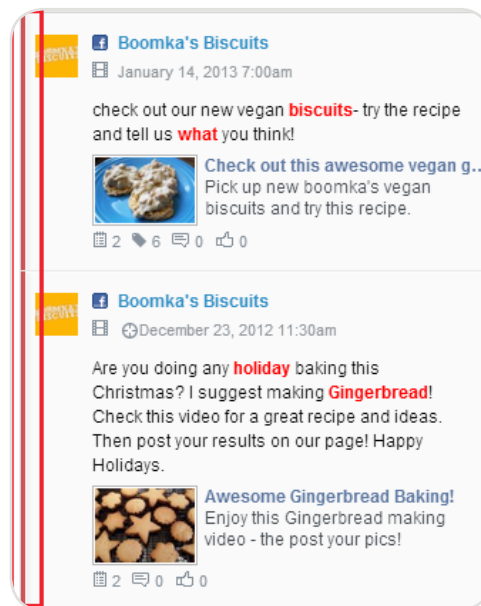 Boomka's Biscuits
January 14, 2013 7:00am
check out our new vegan biscuits- try the recipe
and tell us what you think!
Check out this awesome vegan g...
Pick up new boomka's vegan
biscuits and try this recipe.
2 6 0 0
Boomka's Biscuits
December 23, 2012 11:30am
Are you doing any holiday baking this
Christmas? I suggest making Gingerbread!
Check this video for a great recipe and ideas.
Then post your results on our page! Happy
Holidays.
Awesome Gingerbread Baking!
Enjoy this Gingerbread making
video - the post your pics!
2 0 0